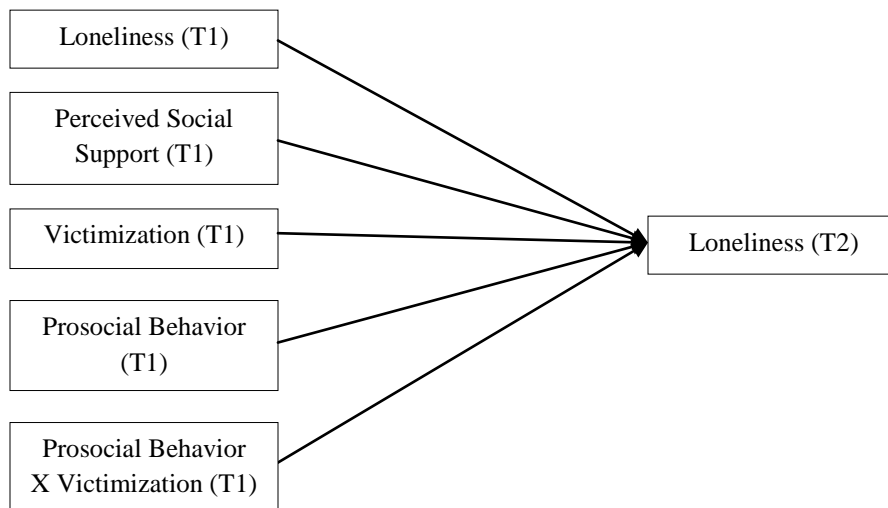 Loneliness (T1)
Perceived Social
Support (T1)
Victimization (T1)
Prosocial Behavior
(T1)
Prosocial Behavior
X Victimization (T1)
Loneliness (T2)